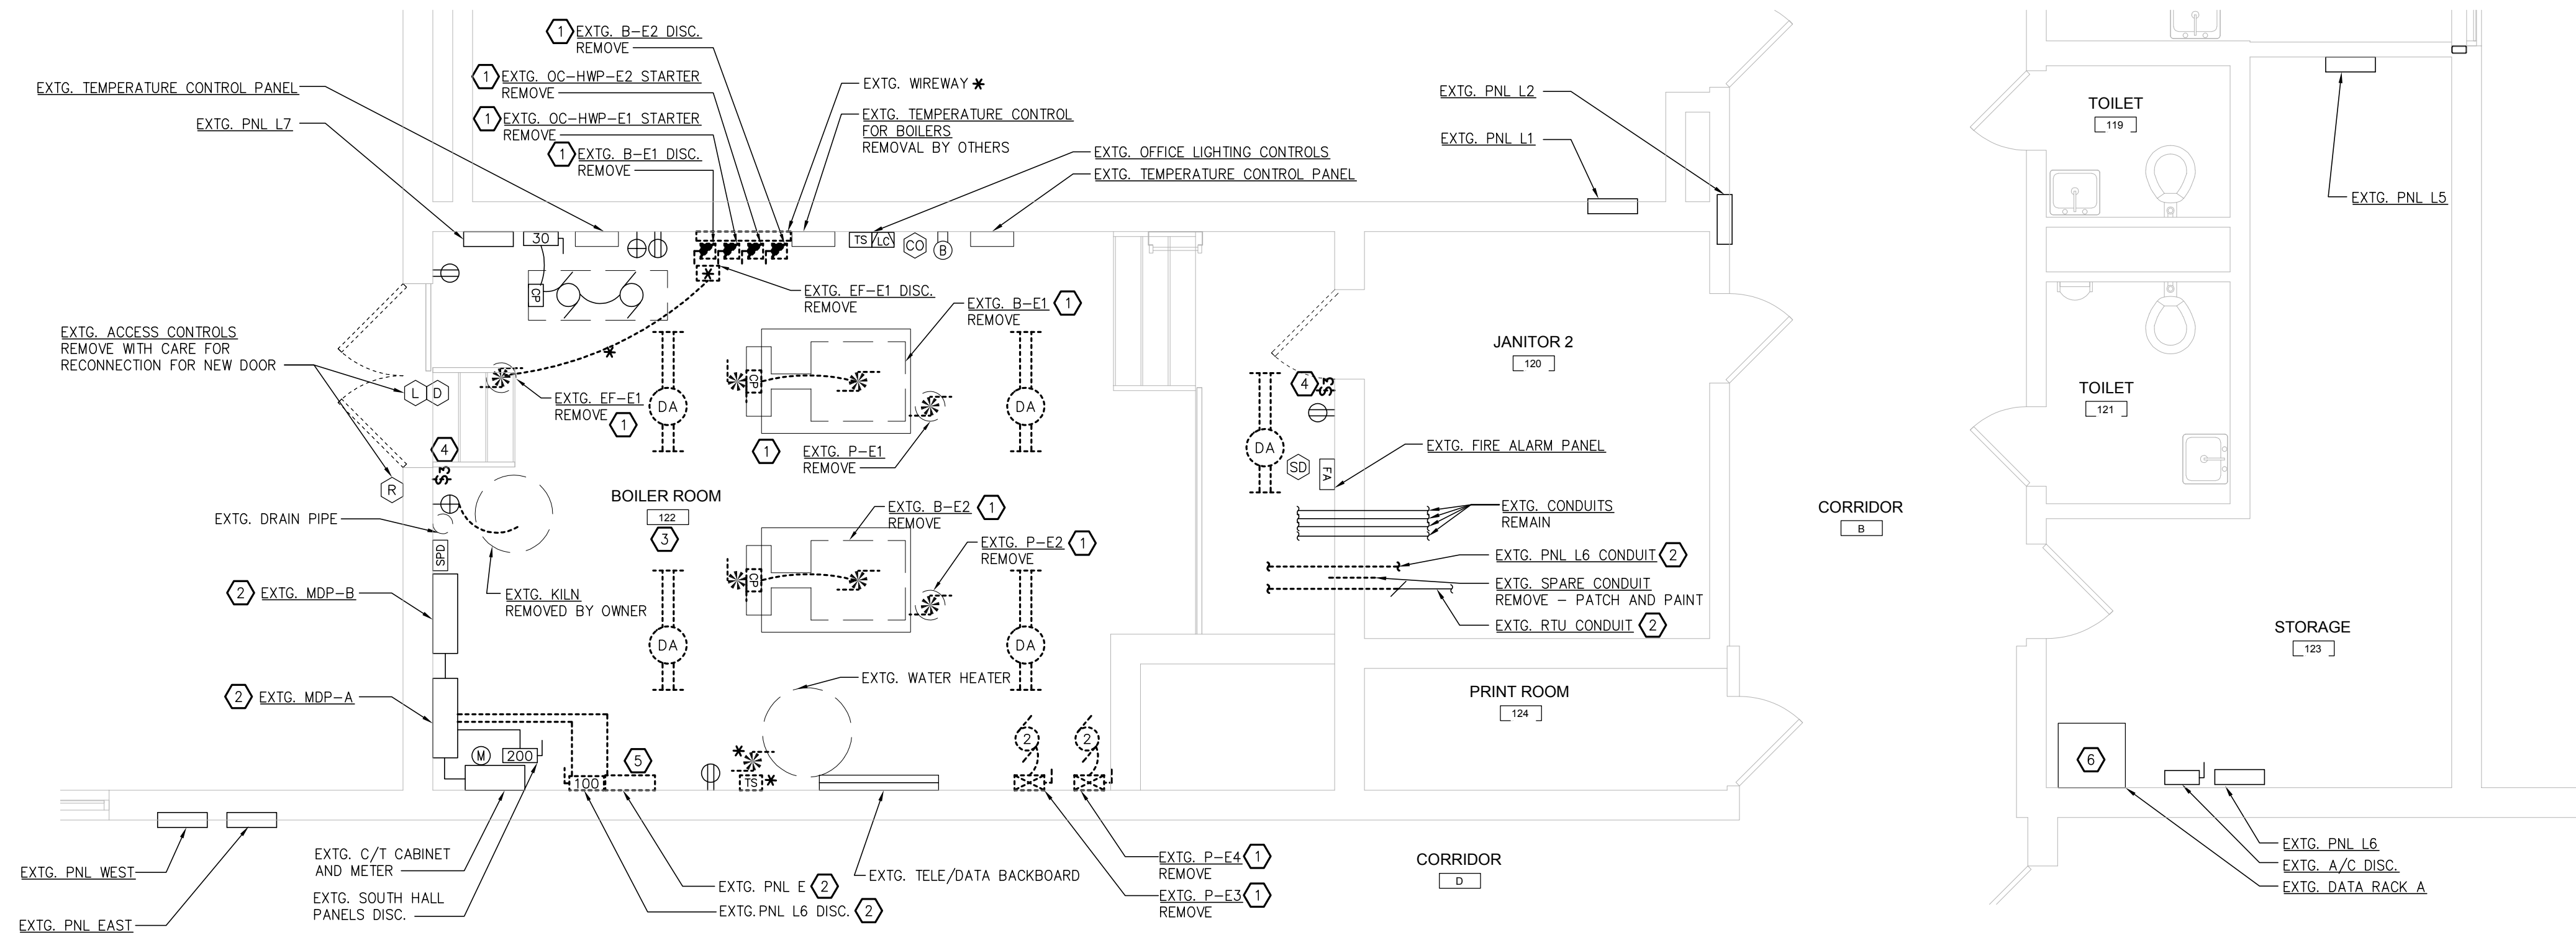 1 EXTG. B-E2 DISC.
REMOVE
1 EXTG. OC-HWP-E2 STARTER
REMOVE
1 EXTG. OC-HWP-E1 STARTER
REMOVE
1 EXTG. B-E1 DISC.
REMOVE
EXTG. TEMPERATURE CONTROL PANEL
EXTG. PNL L7
EXTG. WIREWAY *
EXTG. TEMPERATURE CONTROL
FOR BOILERS
REMOVAL BY OTHERS
EXTG. OFFICE LIGHTING CONTROLS
EXTG. TEMPERATURE CONTROL PANEL
EXTG. PNL L2
EXTG. PNL L1
TOILET
119
EXTG. PNL L5
30
TS
LC
CO
B
CP
*
*
EXTG. EF-E1 DISC.
REMOVE
EXTG. B-E1 1
REMOVE
EXTG. ACCESS CONTROLS
REMOVE WITH CARE FOR
RECONNECTION FOR NEW DOOR
L
D
R
EXTG. EF-E1
REMOVE 1
DA
CP
DA
1
EXTG. P-E1
REMOVE
4
S3
DA
SD
FA
EXTG. FIRE ALARM PANEL
JANITOR 2
120
TOILET
121
4
S3
EXTG. DRAIN PIPE
SPD
BOILER ROOM
122
3
EXTG. B-E2 1
REMOVE
CP
EXTG. P-E2 1
REMOVE
EXTG. CONDUITS
REMAIN
EXTG. PNL L6 CONDUIT 2
EXTG. SPARE CONDUIT
REMOVE - PATCH AND PAINT
EXTG. RTU CONDUIT 2
CORRIDOR
B
2 EXTG. MDP-B
EXTG. KILN
REMOVED BY OWNER
DA
DA
STORAGE
123
2 EXTG. MDP-A
EXTG. WATER HEATER
PRINT ROOM
124
M
200
100
5
*
TS *
2
2
6
EXTG. PNL WEST
EXTG. PNL EAST
EXTG. C/T CABINET
AND METER
EXTG. SOUTH HALL
PANELS DISC.
EXTG. PNL E 2
EXTG. PNL L6 DISC. 2
EXTG. TELE/DATA BACKBOARD
EXTG. P-E4 1
REMOVE
EXTG. P-E3 1
REMOVE
CORRIDOR
D
EXTG. PNL L6
EXTG. A/C DISC.
EXTG. DATA RACK A